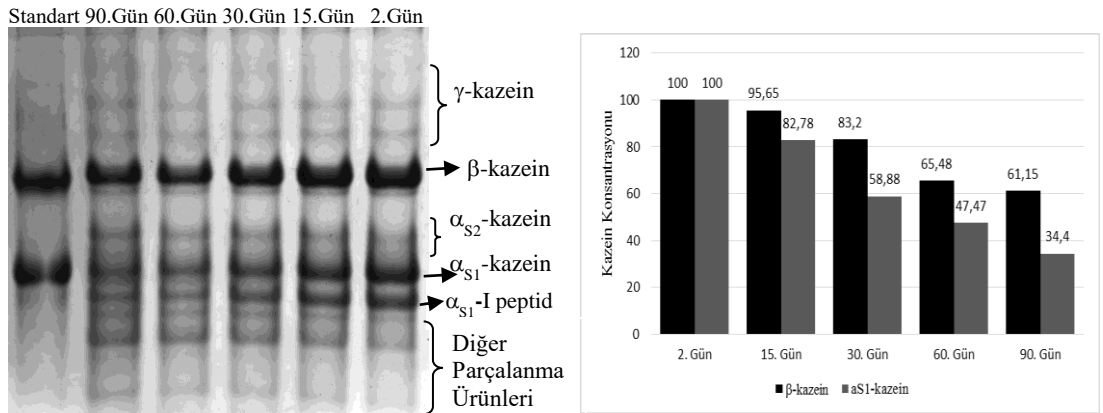 Standart 90.Gün 60.Gün 30.Gün 15.Gün 2.Gün
γ-kazein
β-kazein
αS2-kazein
αS1-kazein
αS1-I peptid
Diğer
Parçalanma
Ürünleri
Kazein Konsantrasyonu
120
100
80
60
40
20
0
100 100
95,65 82,78
83,2 58,88
65,48 47,47
61,15 34,4
2. Gün 15. Gün 30. Gün 60. Gün 90. Gün
β-kazein aS1-kazein